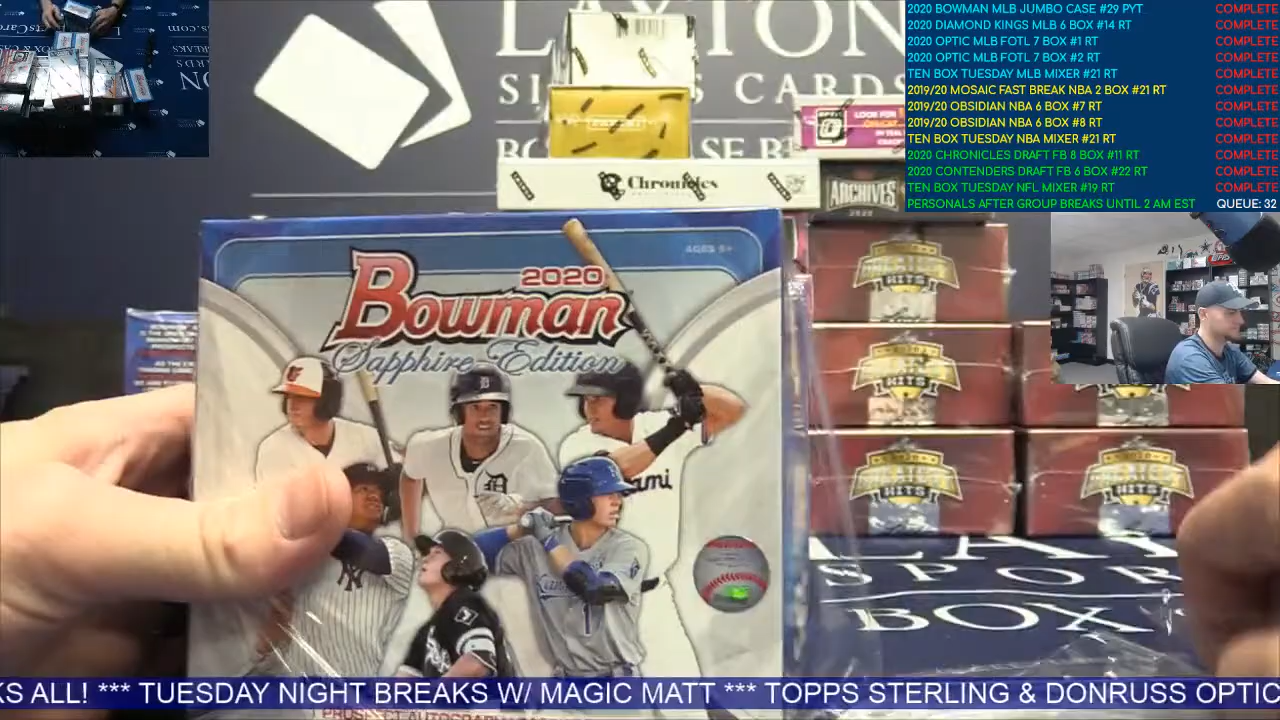 2020 BOWMAN MLB JUMBO CASE #29 PYT COMPLETE
2020 DIAMOND KINGS MLB 6 BOX #14 RT COMPLETE
2020 OPTIC MLB FOTL 7 BOX #1 RT COMPLETE
2020 OPTIC MLB FOTL 7 BOX #2 RT COMPLETE
TEN BOX TUESDAY MLB MIXER #21 RT COMPLETE
2019/20 MOSAIC FAST BREAK NBA 2 BOX #21 RT COMPLETE
2019/20 OBSIDIAN NBA 6 BOX #7 RT COMPLETE
2019/20 OBSIDIAN NBA 6 BOX #8 RT COMPLETE
TEN BOX TUESDAY NBA MIXER #21 RT COMPLETE
2020 CHRONICLES DRAFT FB 8 BOX #11 RT COMPLETE
2020 CONTENDERS DRAFT FB 6 BOX #22 RT COMPLETE
TEN BOX TUESDAY NFL MIXER #19 RT COMPLETE
PERSONALS AFTER GROUP BREAKS UNTIL 2 AM EST QUEUE: 32
LAYTON
CARDS
Chronicles
ARCHIVES
AGES 9+
2020
Bowman
Sapphire Edition
HITS
HITS
HITS
HITS
SPOR
BOX
KS ALL! *** TUESDAY NIGHT BREAKS W/ MAGIC MATT *** TOPPS STERLING & DONRUSS OPTIC